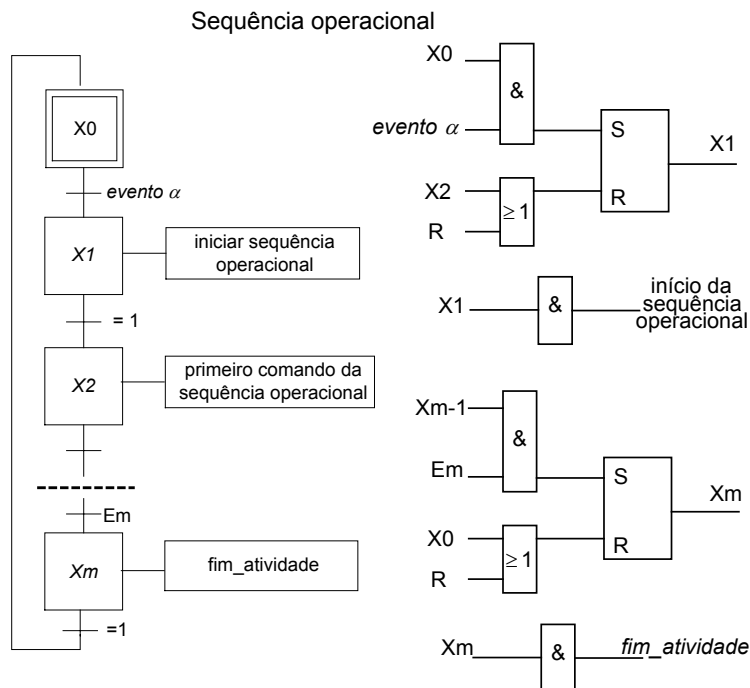 Sequência operacional
X0
evento α
X1
iniciar sequência
operacional
= 1
X2
primeiro comando da
sequência operacional
Em
Xm
fim_atividade
=1
X0
&
evento α
S
X1
X2
≥ 1
R
R
X1
&
início da
sequência
operacional
Xm-1
&
Em
S
Xm
X0
≥ 1
R
R
Xm
&
fim_atividade